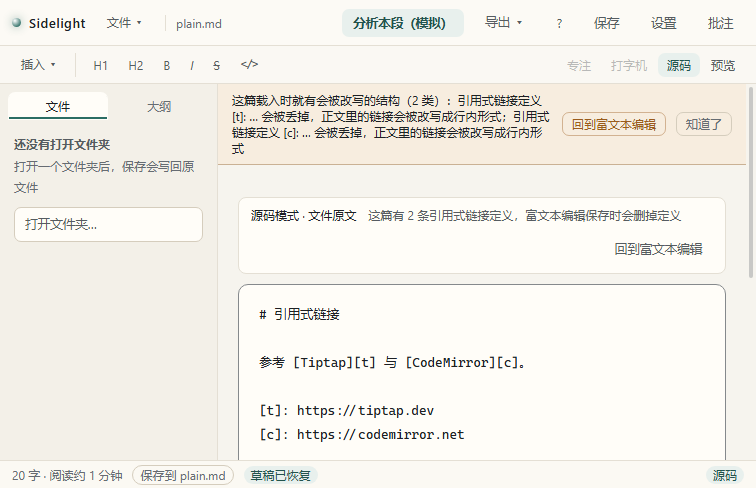 Sidelight 文件 plain.md 分析本段（模拟） 导出 ? 保存 设置 批注
插入 H1 H2 B I S </> 专注 打字机 源码 预览
文件 大纲
还没有打开文件夹
打开一个文件夹后，保存会写回原
文件
打开文件夹...
这篇载入时就有会被改写的结构（2 类）：引用式链接定义
[t]: ... 会被丢掉，正文里的链接会被改写成行内形式；引用式
链接定义 [c]: ... 会被丢掉，正文里的链接会被改写成行内形
式
回到富文本编辑 知道了
源码模式 · 文件原文 这篇有 2 条引用式链接定义，富文本编辑保存时会删掉定义
回到富文本编辑
# 引用式链接
参考 [Tiptap][t] 与 [CodeMirror][c]。
[t]: https://tiptap.dev
[c]: https://codemirror.net
20 字 · 阅读约 1 分钟 保存到 plain.md 草稿已恢复 源码